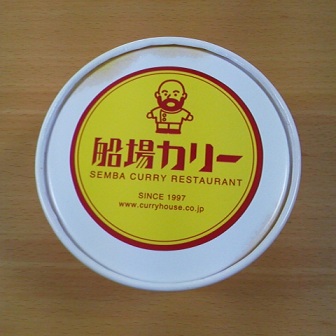 船場カリー
SEMBA CURRY RESTAURANT
SINCE 1997
www.curryhouse.co.jp